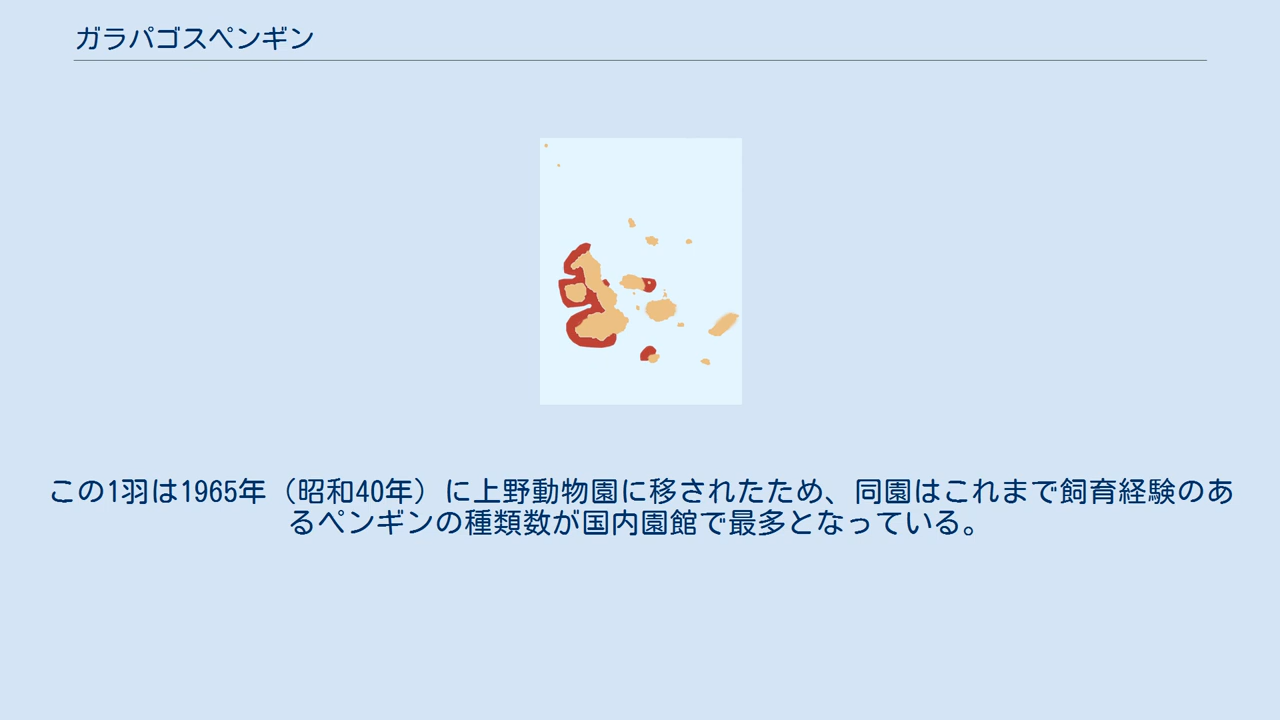 ガラパゴスペンギン
この1羽は1965年（昭和40年）に上野動物園に移されたため、同園はこれまで飼育経験のあ
るペンギンの種類数が国内園館で最多となっている。